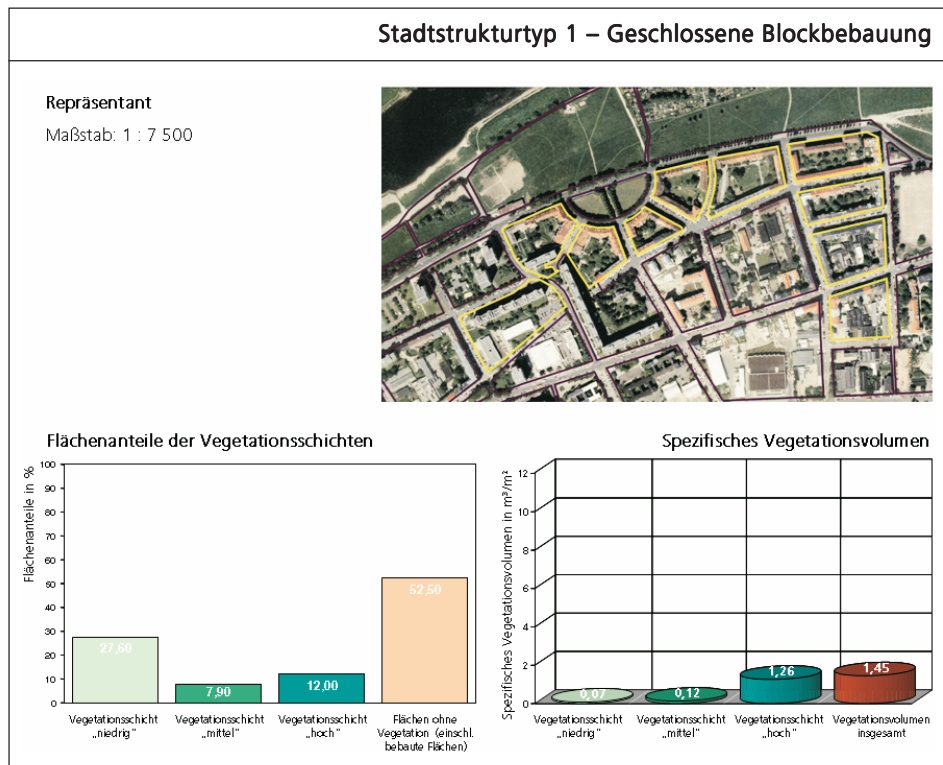 Stadtstrukturtyp 1 – Geschlossene Blockbebauung
Repräsentant
Maßstab: 1 : 7 500
Flächenanteile der Vegetationsschichten
Flächenanteile in %
100
90
80
70
60
50
40
30
20
10
0
27,60
7,90
12,00
52,50
Vegetationsschicht
„niedrig“
Vegetationsschicht
„mittel“
Vegetationsschicht
„hoch“
Flächen ohne
Vegetation (einschl.
bebaute Flächen)
Spezifisches Vegetationsvolumen
Spezifisches Vegetationsvolumen in m³/m²
12
10
8
6
4
2
0
0,07
0,12
1,26
1,45
Vegetationsschicht
„niedrig“
Vegetationsschicht
„mittel“
Vegetationsschicht
„hoch“
Vegetationsvolumen
insgesamt